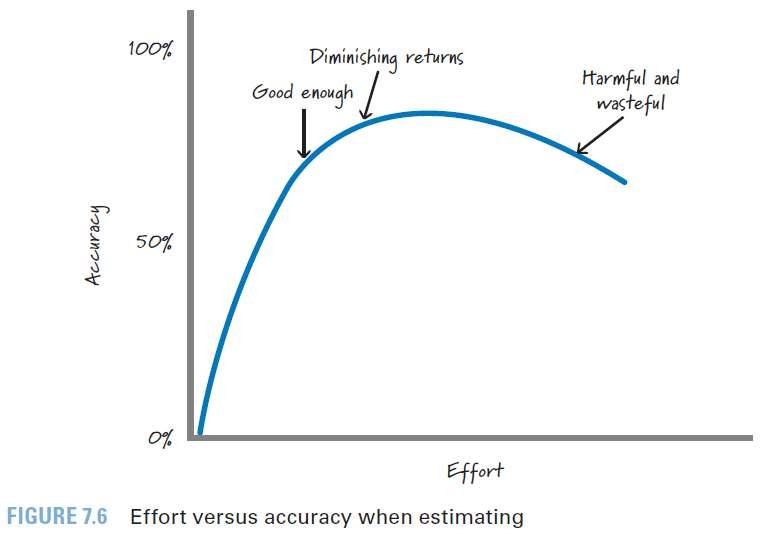 100%
Diminishing returns
Good enough
Harmful and
wasteful
Accuracy
50%
0%
Effort
FIGURE 7.6 Effort versus accuracy when estimating